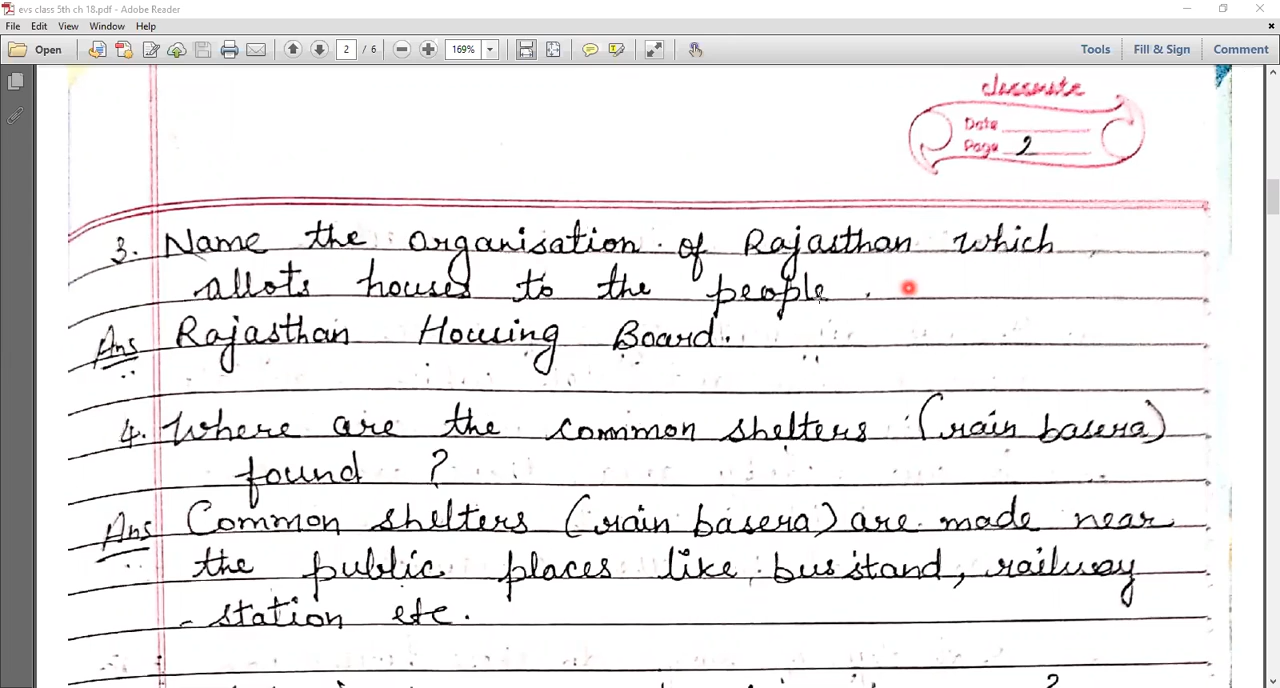 evs class 5th ch 18.pdf - Adobe Reader
File Edit View Window Help
Open 2 / 6 169% Tools Fill & Sign Comment
classmate
Date
Page 2
3. Name the organisation of Rajasthan which
allots houses to the people.
Ans Rajasthan Housing Board.
4. Where are the common shelters (rain basera)
found ?
Ans Common shelters (rain basera) are made near
the public places like bus stand, railway
- station etc.